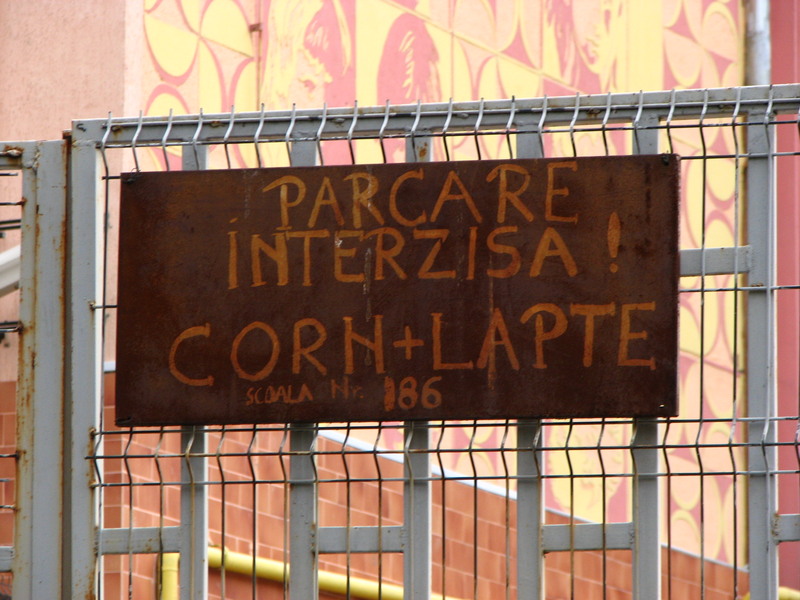 PARCARE
INTERZISA !
CORN+LAPTE
SCOALA Nr. 186